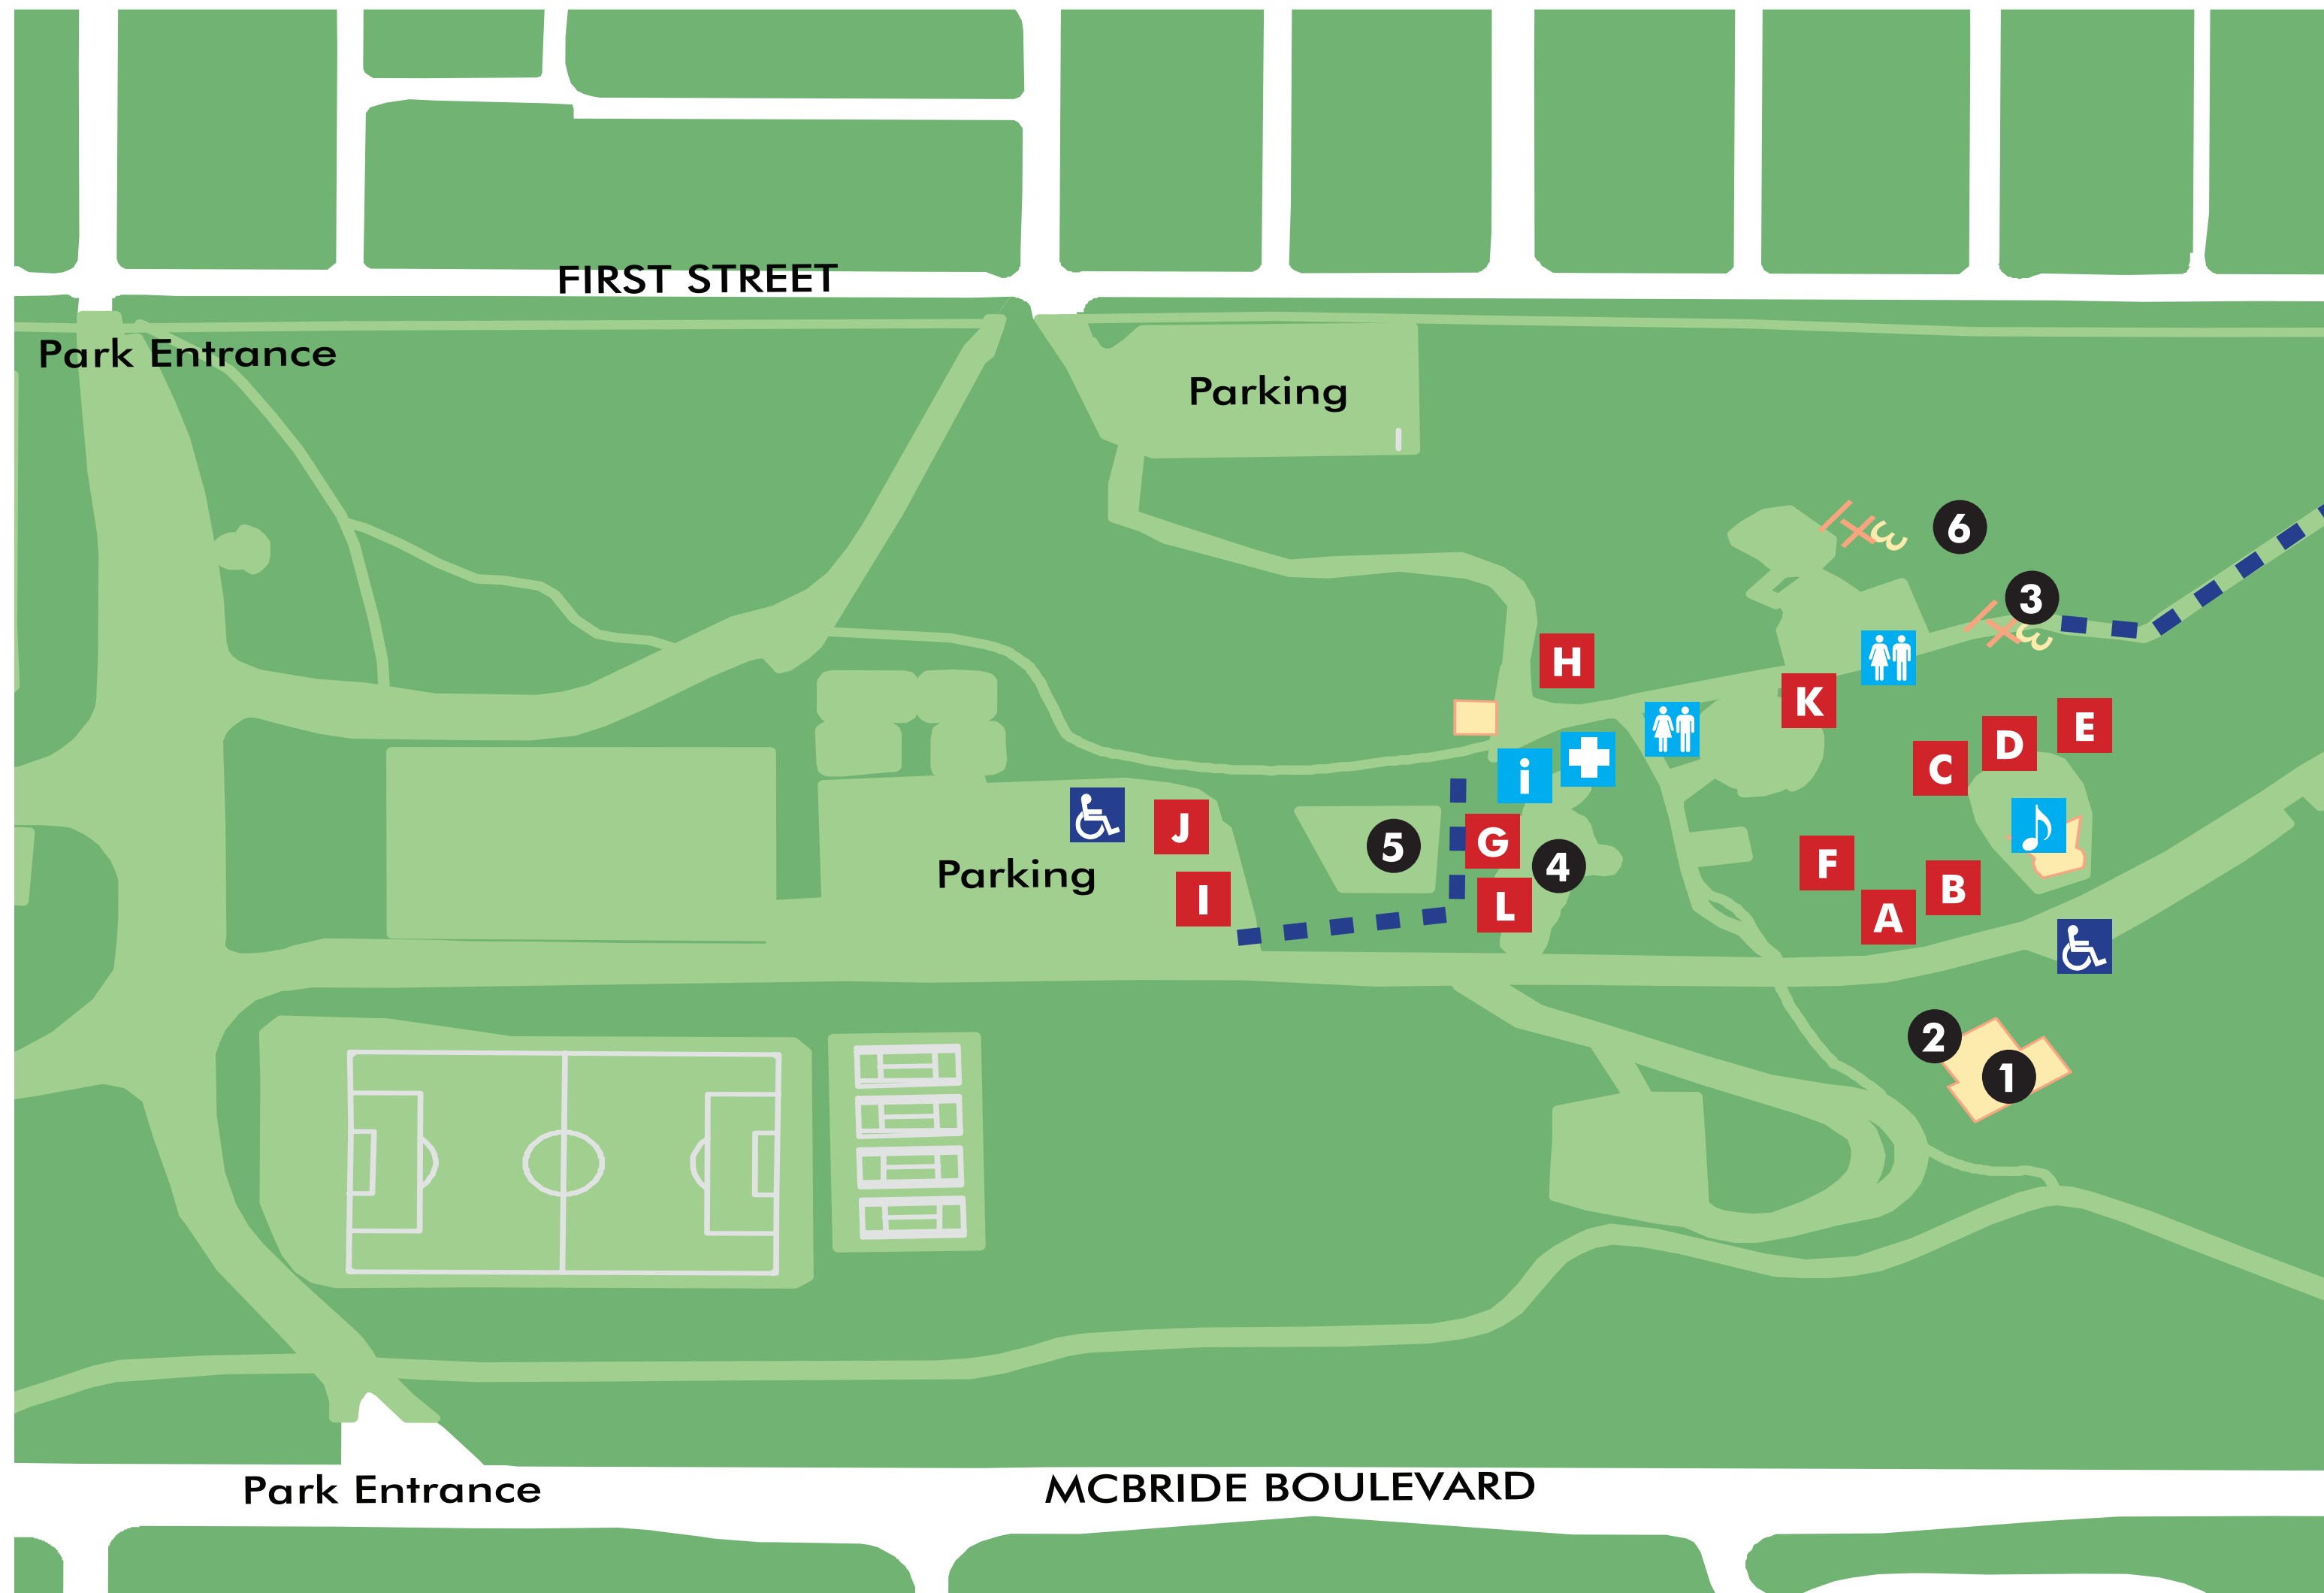 FIRST STREET
Park Entrance
Parking
6
3
H
K
E
D
C
i
J
G
5
4
F
Parking
I
L
B
A
2
1
Park Entrance
MCBRIDE BOULEVARD